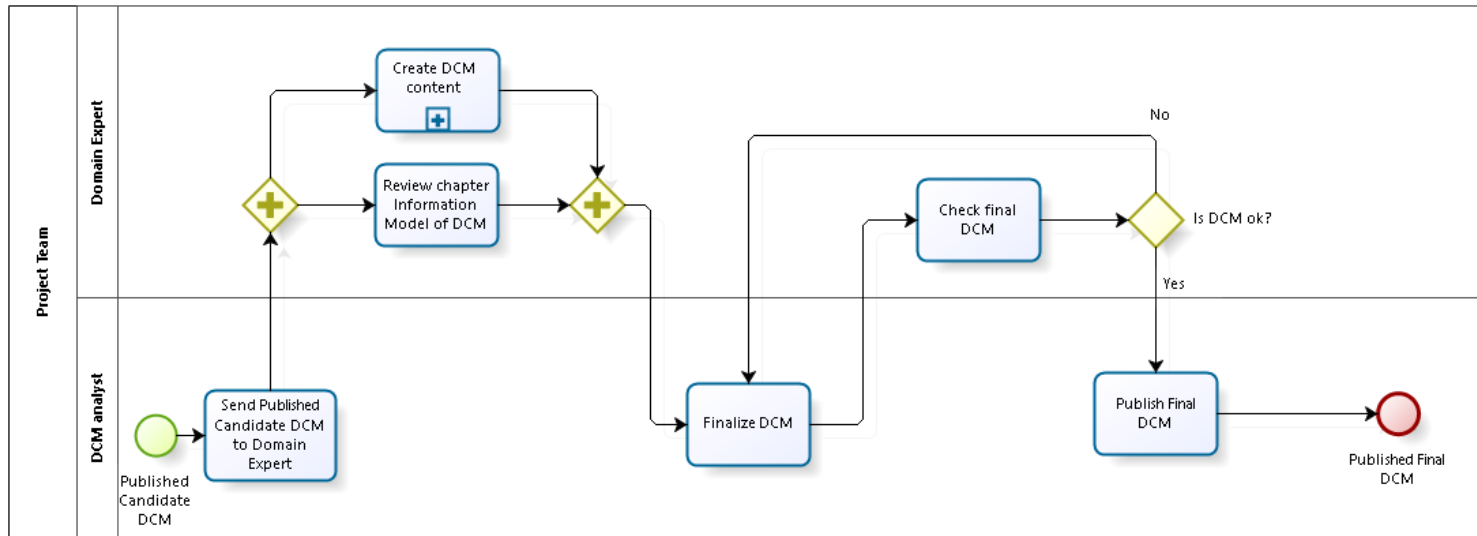 Project Team
Domain Expert
DCM analyst
Create DCM
content
Review chapter
Information
Model of DCM
No
Check final
DCM
Is DCM ok?
Yes
Send Published
Candidate DCM
to Domain
Expert
Published
Candidate
DCM
Finalize DCM
Publish Final
DCM
Published Final
DCM